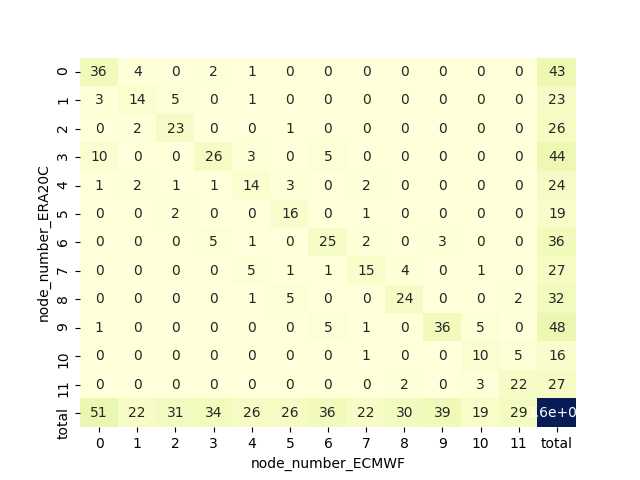 0 36 4 0 2 1 0 0 0 0 0 0 0 43
1 3 14 5 0 1 0 0 0 0 0 0 0 23
2 0 2 23 0 0 1 0 0 0 0 0 0 26
3 10 0 0 26 3 0 5 0 0 0 0 0 44
4 1 2 1 1 14 3 0 2 0 0 0 0 24
5 0 0 2 0 0 16 0 1 0 0 0 0 19
6 0 0 0 5 1 0 25 2 0 3 0 0 36
7 0 0 0 0 5 1 1 15 4 0 1 0 27
8 0 0 0 0 1 5 0 0 24 0 0 2 32
9 1 0 0 0 0 0 5 1 0 36 5 0 48
10 0 0 0 0 0 0 0 1 0 0 10 5 16
11 0 0 0 0 0 0 0 0 2 0 3 22 27
total 51 22 31 34 26 26 36 22 30 39 19 29 .6e+0
0 1 2 3 4 5 6 7 8 9 10 11 total
node_number_ECMWF
node_number_ERA20C